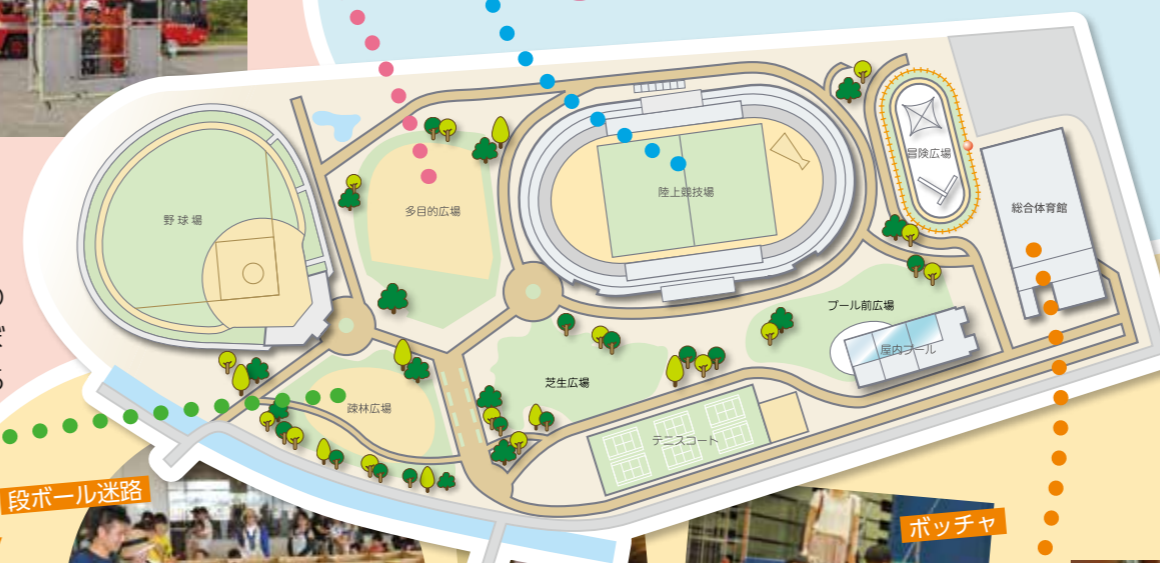 野球場
多目的広場
陸上競技場
冒険広場
総合体育館
プール前広場
屋内プール
芝生広場
疎林広場
テニスコート
段ボール迷路
ボッチャ